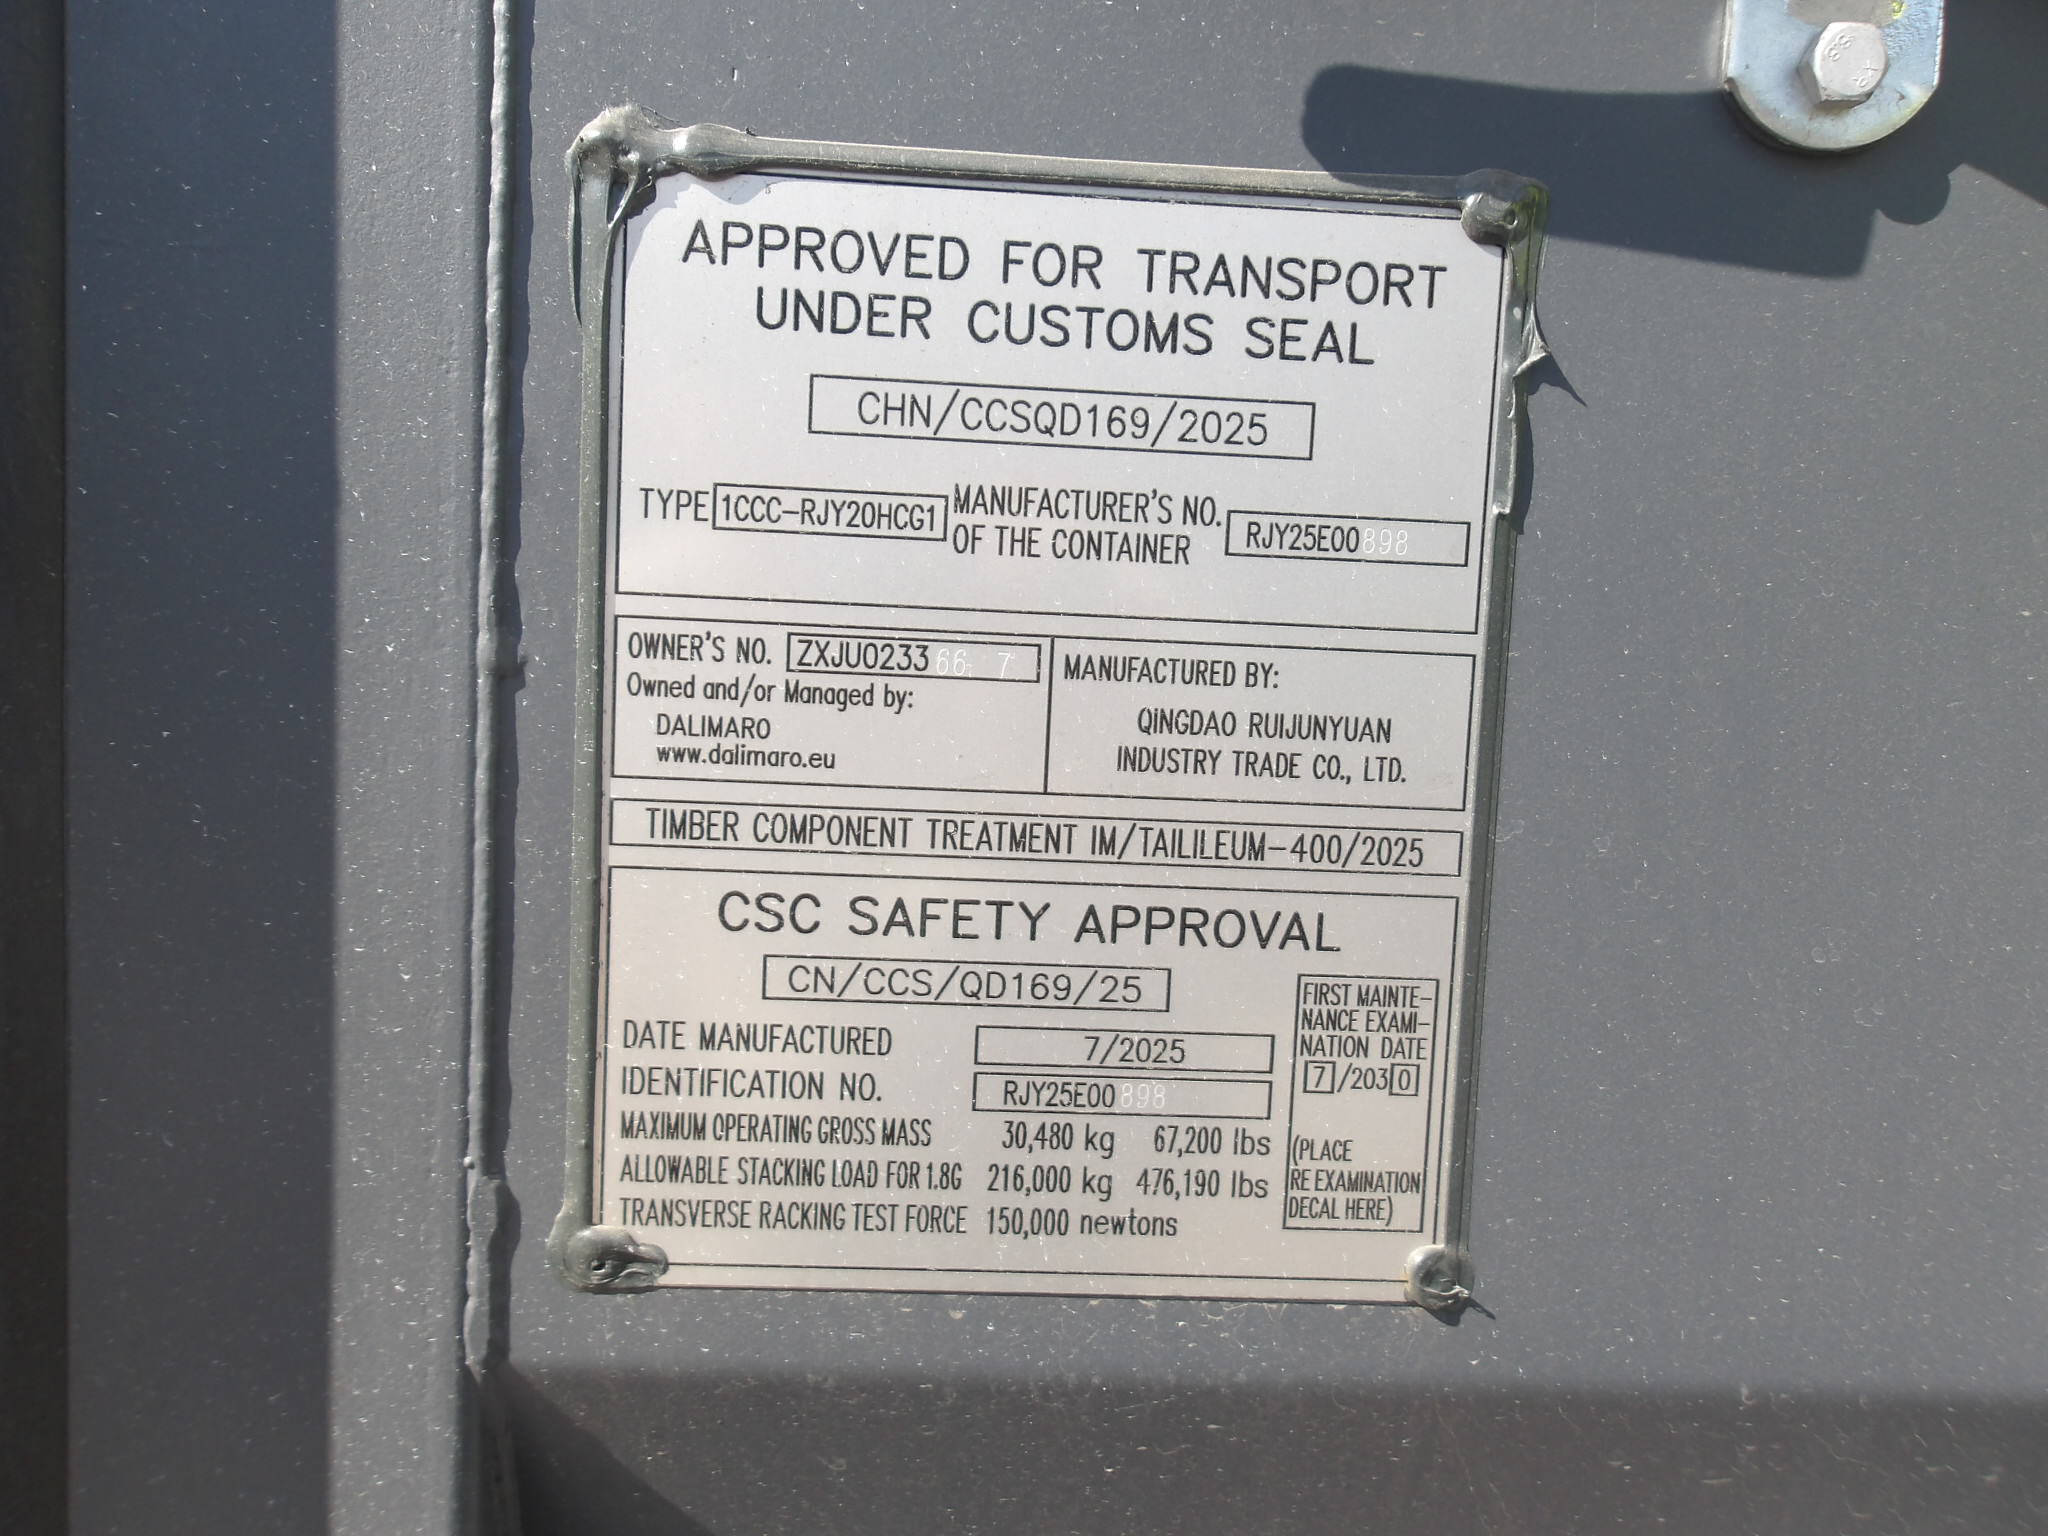 APPROVED FOR TRANSPORT
UNDER CUSTOMS SEAL
CHN/CCSQD169/2025
TYPE 1CCC-RJY20HCG1 MANUFACTURER'S NO. OF THE CONTAINER RJY25E00898
OWNER'S NO. ZXJU023366 7
Owned and/or Managed by:
DALIMARO
www.dalimaro.eu
MANUFACTURED BY:
QINGDAO RUIJUNYUAN
INDUSTRY TRADE CO., LTD.
TIMBER COMPONENT TREATMENT IM/TAILILEUM-400/2025
CSC SAFETY APPROVAL
CN/CCS/QD169/25
DATE MANUFACTURED 7/2025
IDENTIFICATION NO. RJY25E00898
MAXIMUM OPERATING GROSS MASS 30,480 kg 67,200 lbs
ALLOWABLE STACKING LOAD FOR 1.8G 216,000 kg 476,190 lbs
TRANSVERSE RACKING TEST FORCE 150,000 newtons
FIRST MAINTE-
NANCE EXAMI-
NATION DATE
7/2030
(PLACE
RE EXAMINATION
DECAL HERE)